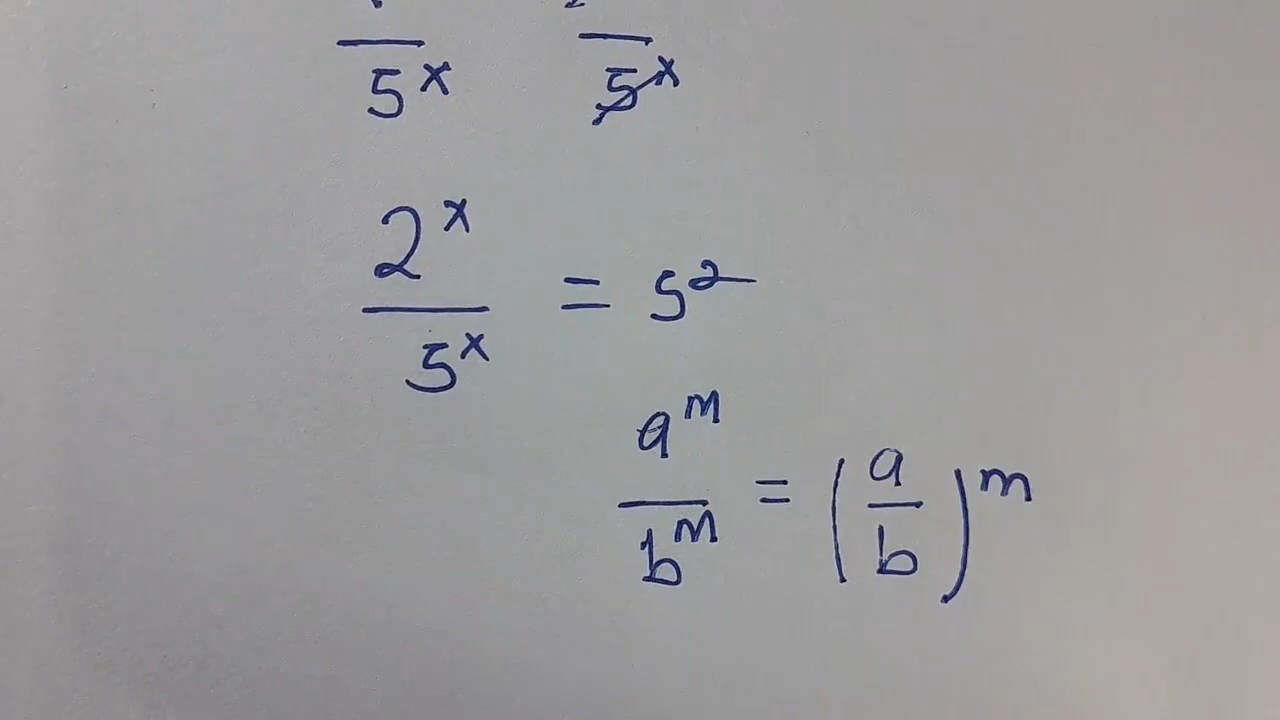 5^x 5^x
2^x / 5^x = 5^2
a^m / b^m = (a / b)^m